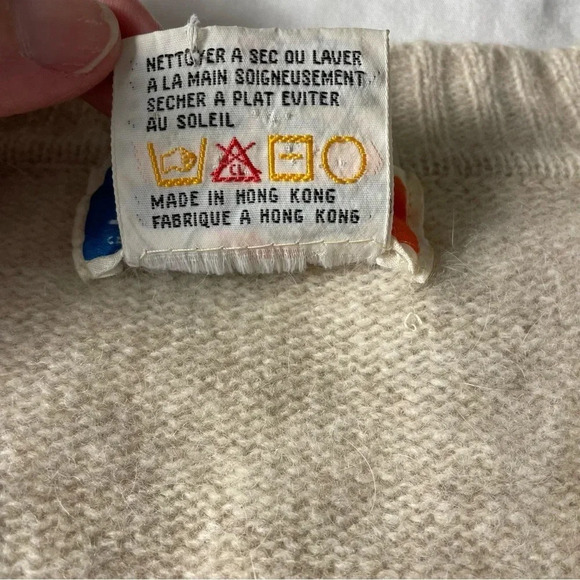 NETTOYER A SEC OU LAVER
A LA MAIN SOIGNEUSEMENT
SECHER A PLAT EVITER
AU SOLEIL
CL
MADE IN HONG KONG
FABRIQUE A HONG KONG